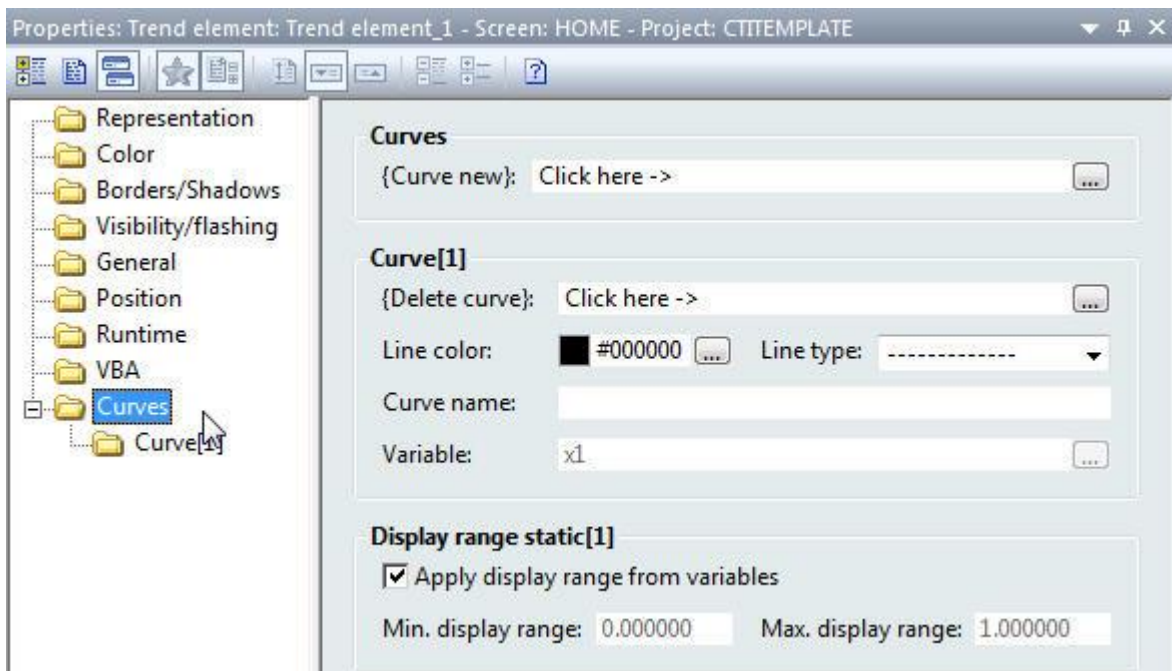 Properties: Trend element: Trend element_1 - Screen: HOME - Project: CTITEMPLATE
Representation
Color
Borders/Shadows
Visibility/flashing
General
Position
Runtime
VBA
Curves
Curve[1]
Curves
{Curve new}: Click here -> ...
Curve[1]
{Delete curve}: Click here -> ...
Line color: #000000 ... Line type: -------------
Curve name:
Variable: x1 ...
Display range static[1]
Apply display range from variables
Min. display range: 0.000000 Max. display range: 1.000000